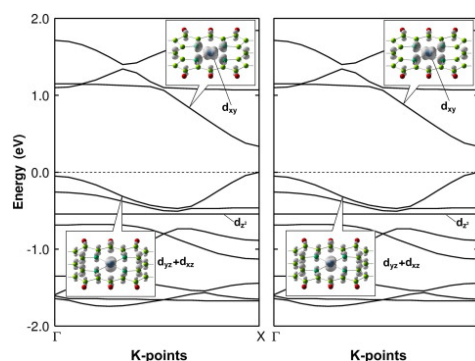 2.0
1.0
0.0
-1.0
-2.0
Energy (eV)
d_xy
d_z²
d_yz+d_xz
Γ X
K-points
d_xy
d_z²
d_yz+d_xz
Γ
K-points